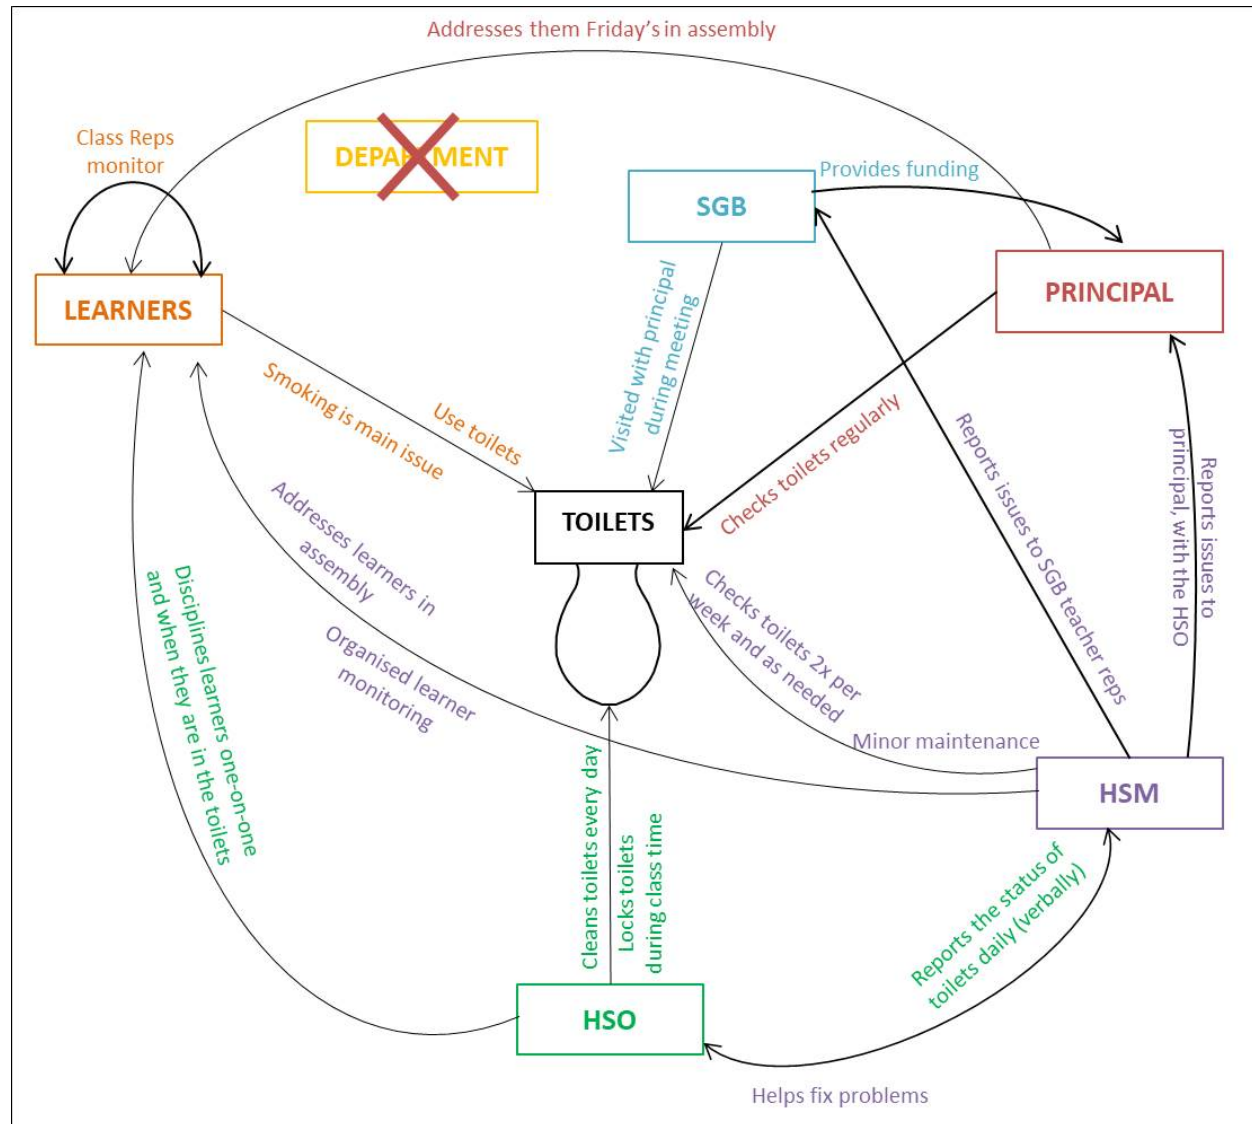 Addresses them Friday's in assembly
Class Reps
monitor
DEPARTMENT
SGB
Provides funding
LEARNERS
PRINCIPAL
Visited with principal
during meeting
Smoking is main issue
Use toilets
Checks toilets regularly
Reports issues to SGB teacher reps
Reports issues to
principal, with the HSO
TOILETS
Addresses learners in
assembly
Organised learner
monitoring
Checks toilets 2x per
week and as needed
Minor maintenance
Disciplines learners one-on-one
and when they are in the toilets
Cleans toilets every day
Locks toilets
during class time
HSM
Reports the status of
toilets daily (verbally)
HSO
Helps fix problems